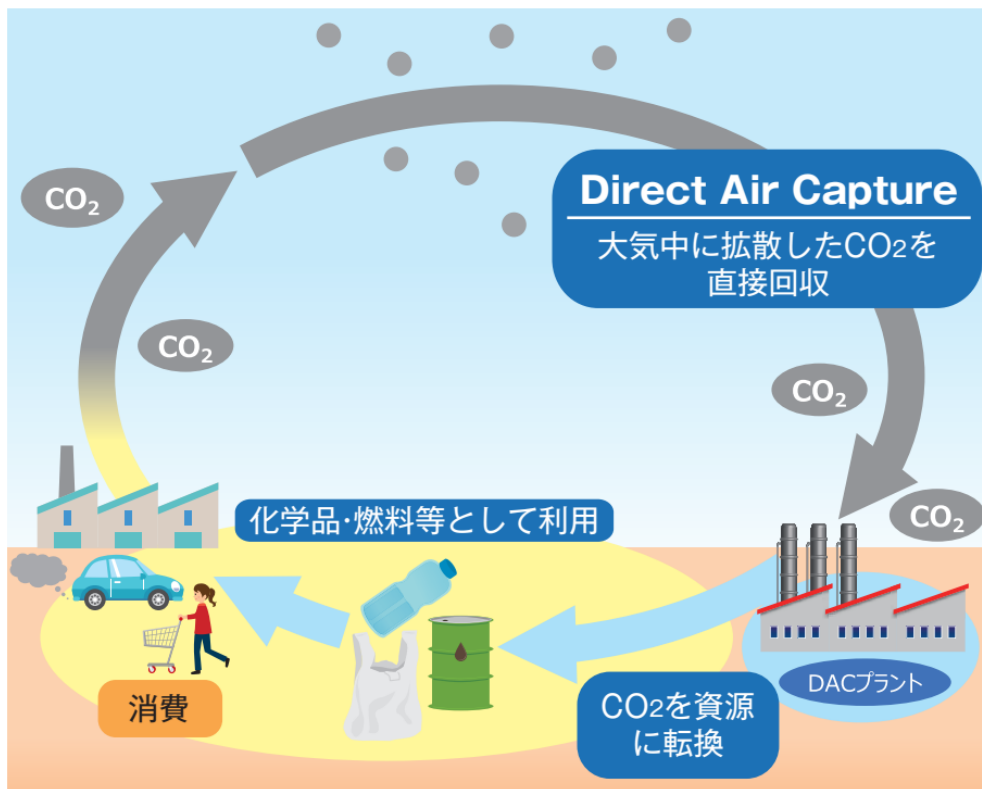 CO₂
Direct Air Capture
大気中に拡散したCO₂を
直接回収
CO₂
CO₂
CO₂
化学品・燃料等として利用
消費
CO₂を資源
に転換
DACプラント